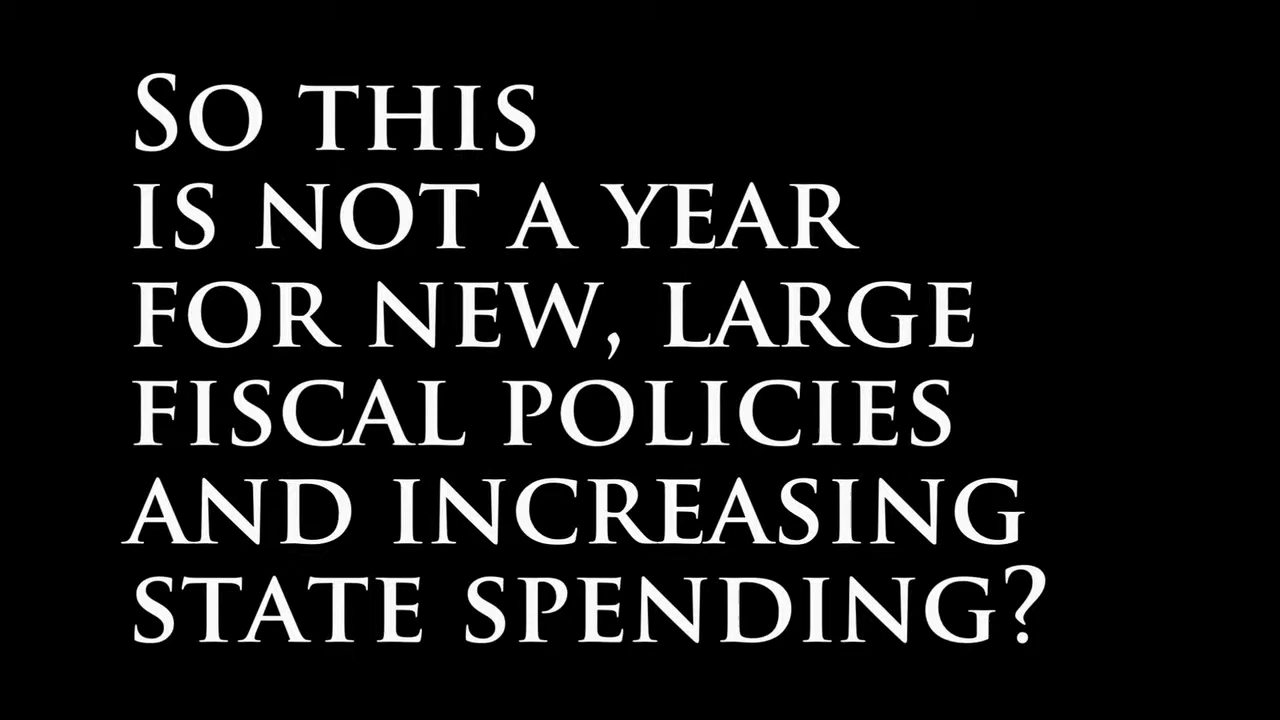 So this
is not a year
for new, large
fiscal policies
and increasing
state spending?